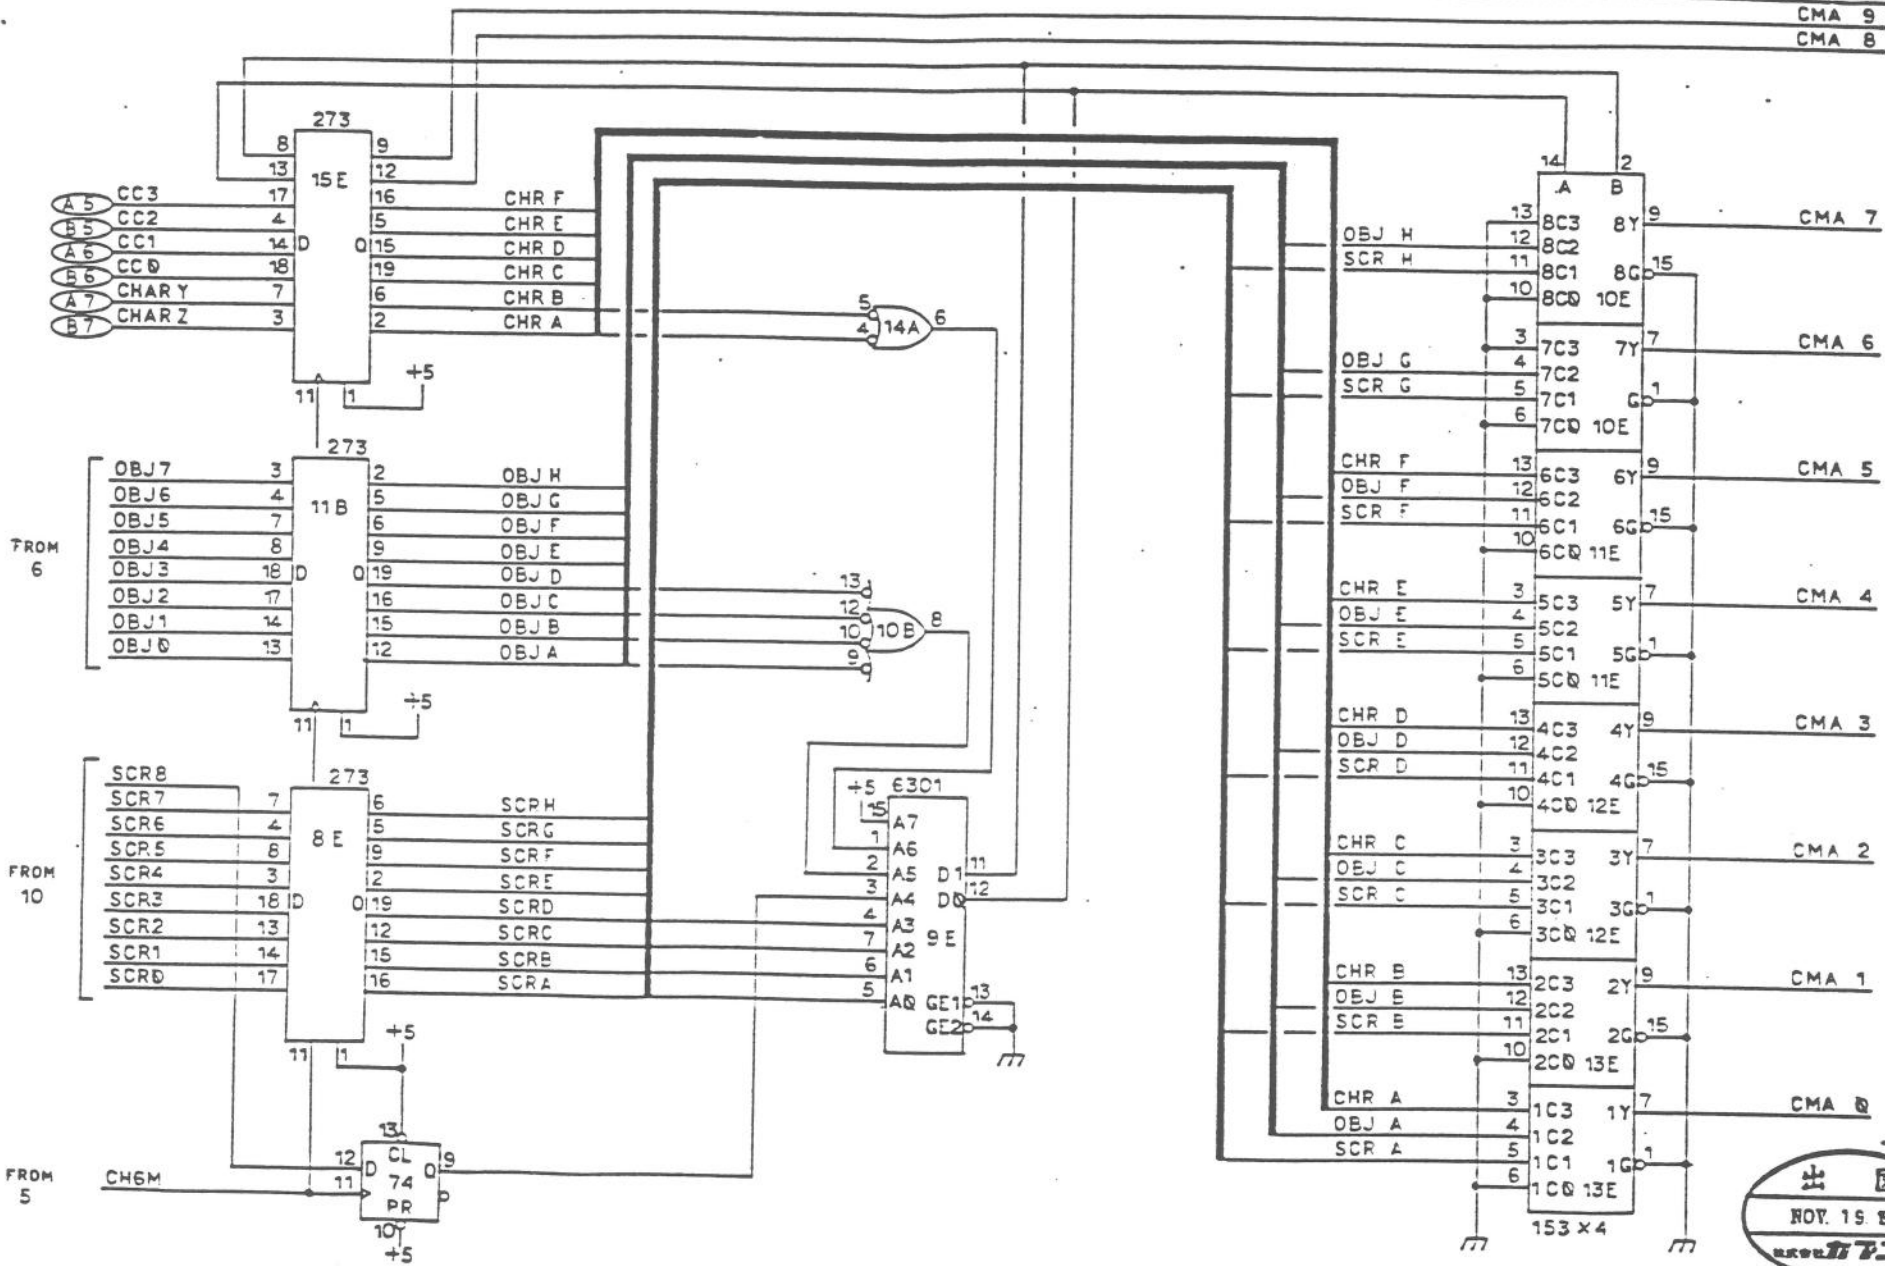 CMA 9
CMA 8
273
8
13
15E
9
12
A5 CC3 17
16 CHR F
B5 CC2 4
5 CHR E
A6 CC1 14 D
Q 15 CHR D
B6 CC0 18
19 CHR C
A7 CHAR Y 7
6 CHR B
B7 CHAR Z 3
2 CHR A
11
1
+5
5
4
14A
6
273
11B
FROM
6
OBJ7 3
2 OBJ H
OBJ6 4
5 OBJ G
OBJ5 7
6 OBJ F
OBJ4 8
9 OBJ E
OBJ3 18 D
Q 19 OBJ D
OBJ2 17
16 OBJ C
OBJ1 14
15 OBJ B
OBJ0 13
12 OBJ A
11
1
+5
13
12
10
9
10B
8
273
8E
FROM
10
SCR8
SCR7 7
6 SCRH
SCR6 4
5 SCRG
SCR5 8
9 SCRF
SCR4 3
2 SCRE
SCR3 18 D
Q 19 SCRD
SCR2 13
12 SCRC
SCR1 14
15 SCRB
SCR0 17
16 SCRA
11
1
+5
+5
6301
15 A7
1 A6
2 A5
D1 11
3 A4
D0 12
4 A3
9E
7 A2
6 A1
5 A0
GE1 13
GE2 14
FROM
5
CH6M
13
CL
12 D
Q 9
11
74
PR
10
+5
14
2
A B
13 8C3
8Y 9 CMA 7
OBJ H 12 8C2
SCR H 11 8C1
8G 15
10 8C0 10E
3 7C3
7Y 7 CMA 6
OBJ G 4 7C2
SCR G 5 7C1
G 1
6 7C0 10E
CHR F 13 6C3
6Y 9 CMA 5
OBJ F 12 6C2
SCR F 11 6C1
6G 15
10 6C0 11E
CHR E 3 5C3
5Y 7 CMA 4
OBJ E 4 5C2
SCR E 5 5C1
5G 1
6 5C0 11E
CHR D 13 4C3
4Y 9 CMA 3
OBJ D 12 4C2
SCR D 11 4C1
4G 15
10 4C0 12E
CHR C 3 3C3
3Y 7 CMA 2
OBJ C 4 3C2
SCR C 5 3C1
3G 1
6 3C0 12E
CHR B 13 2C3
2Y 9 CMA 1
OBJ B 12 2C2
SCR B 11 2C1
2G 15
10 2C0 13E
CHR A 3 1C3
1Y 7 CMA 0
OBJ A 4 1C2
SCR A 5 1C1
1G 1
6 1C0 13E
153 X 4
出
NOV. 19